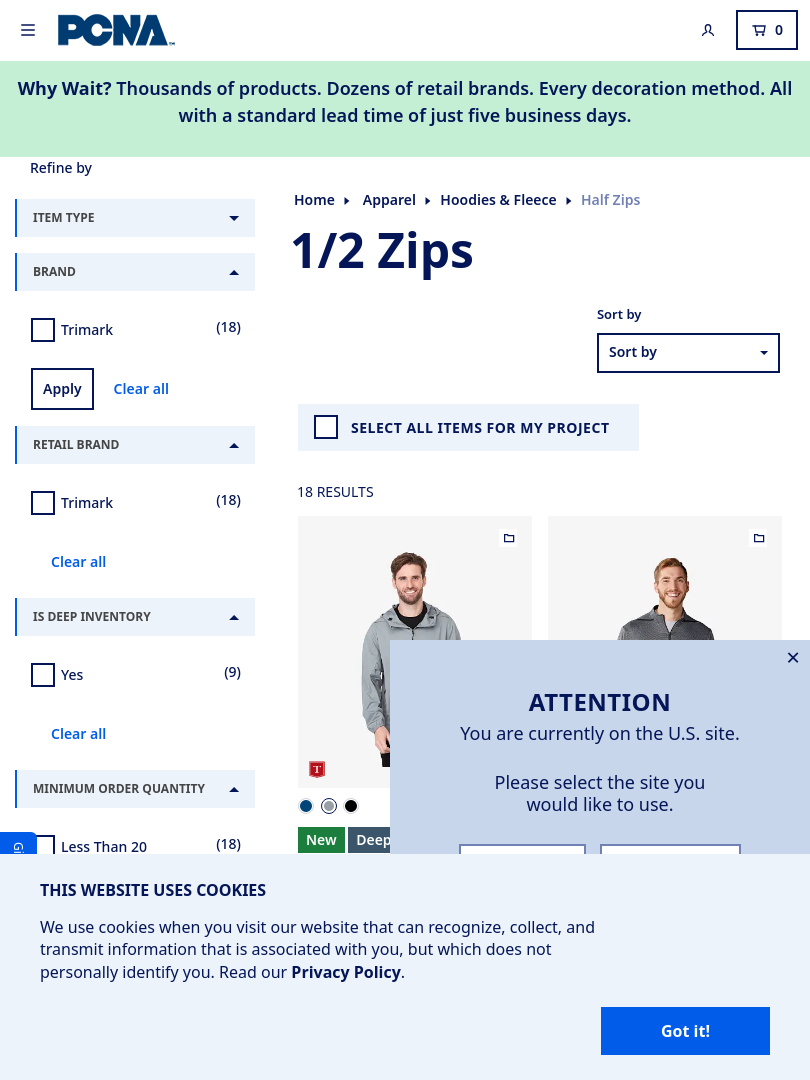 PCNA
0
Why Wait? Thousands of products. Dozens of retail brands. Every decoration method. All
with a standard lead time of just five business days.
Refine by
Home
Apparel
Hoodies & Fleece
Half Zips
1/2 Zips
ITEM TYPE
BRAND
Trimark
(18)
Apply
Clear all
RETAIL BRAND
Trimark
(18)
Clear all
IS DEEP INVENTORY
Yes
(9)
Clear all
MINIMUM ORDER QUANTITY
Less Than 20
(18)
Sort by
Sort by
SELECT ALL ITEMS FOR MY PROJECT
18 RESULTS
T
New
Deep
ATTENTION
You are currently on the U.S. site.
Please select the site you
would like to use.
THIS WEBSITE USES COOKIES
We use cookies when you visit our website that can recognize, collect, and
transmit information that is associated with you, but which does not
personally identify you. Read our Privacy Policy.
Got it!